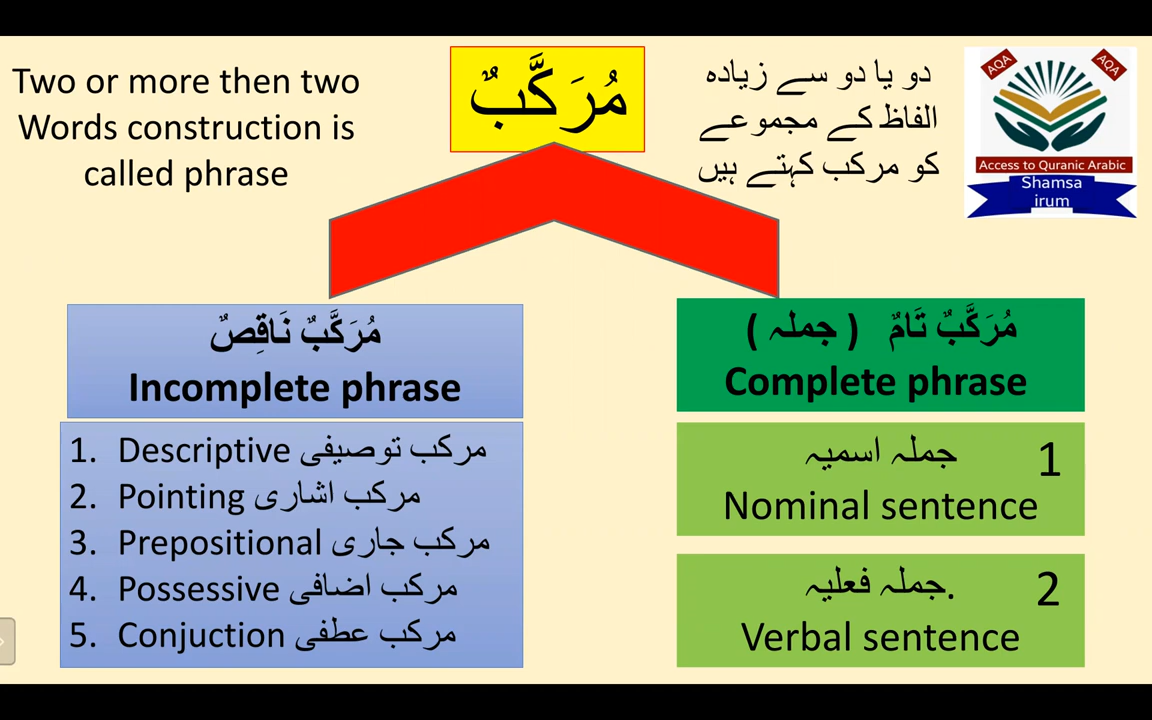 Two or more then two
Words construction is
called phrase
مُرَكَّبٌ
دو یا دو سے زیادہ
الفاظ کے مجموعے
کو مرکب کہتے ہیں
AQA
AQA
Access to Quranic Arabic
Shamsa
irum
مُرَكَّبٌ نَاقِصٌ
Incomplete phrase
1. Descriptive مرکب توصیفی
2. Pointing مرکب اشاری
3. Prepositional مرکب جاری
4. Possessive مرکب اضافی
5. Conjuction مرکب عطفی
مُرَكَّبٌ تَامٌ ( جملہ )
Complete phrase
جملہ اسمیہ 1
Nominal sentence
جملہ فعلیہ. 2
Verbal sentence